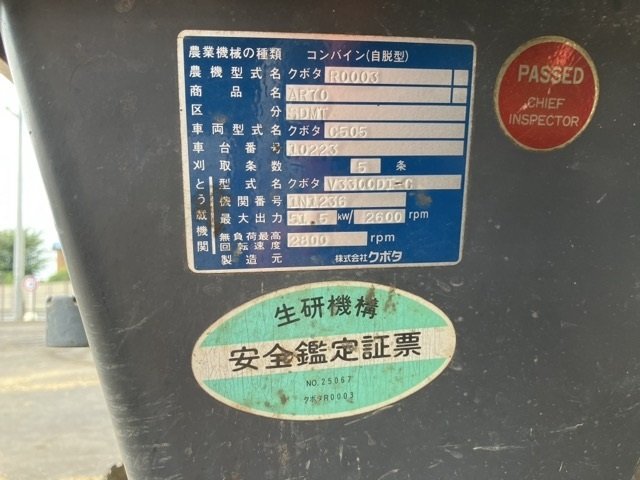 農業機械の種類 コンバイン(自脱型)
農機型式名 クボタ R0003
商品名 AR70
区分 SDMT
車両型式名 クボタ C505
車台番号 10223
刈取条数 5 条
とう載機関
型式名 クボタ V3300DI-C
機関番号 1N1236
最大出力 51.5 kW/ 2600 rpm
無負荷最高回転速度 2800 rpm
製造元 株式会社クボタ
PASSED
CHIEF
INSPECTOR
生研機構
安全鑑定証票
NO.25067
クボタR0003